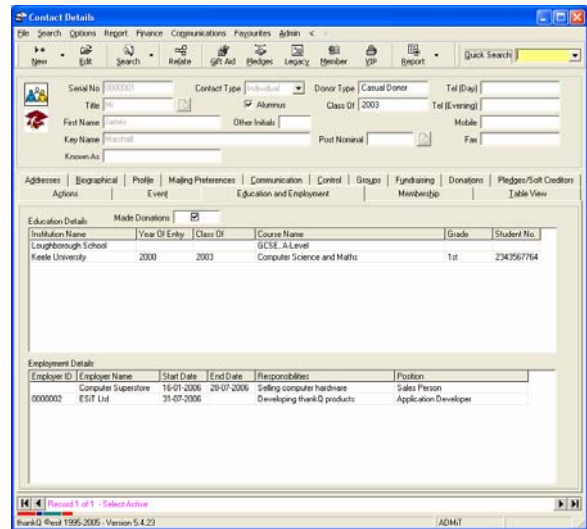 Contact Details
File Search Options Report Finance Communications Favourites Admin < >
New Edit Search Relate Gift Aid Pledges Legacy Member VIP Report Quick Search
Serial No 0000001 Contact Type Individual Donor Type Casual Donor Tel (Day)
Title Mr Alumnus Class Of 2003 Tel (Evening)
First Name James Other Initials Mobile
Key Name Marshall Post Nominal Fax
Known As
Addresses Biographical Profile Mailing Preferences Communication Control Groups Fundraising Donations Pledges/Soft Creditors
Actions Event Education and Employment Membership Table View
Education Details Made Donations
Institution Name Year Of Entry Class Of Course Name Grade Student No.
Loughborough School GCSE, A-Level
Keele University 2000 2003 Computer Science and Maths 1st 2343567764
Employment Details
Employer ID Employer Name Start Date End Date Responsibilities Position
Computer Superstore 16-01-2006 28-07-2006 Selling computer hardware Sales Person
0000002 ESiT Ltd 31-07-2006 Developing thankQ products Application Developer
Record 1 of 1 - Select Active
thankQ ©esit 1995-2005 - Version 5.4.23 ADMiT